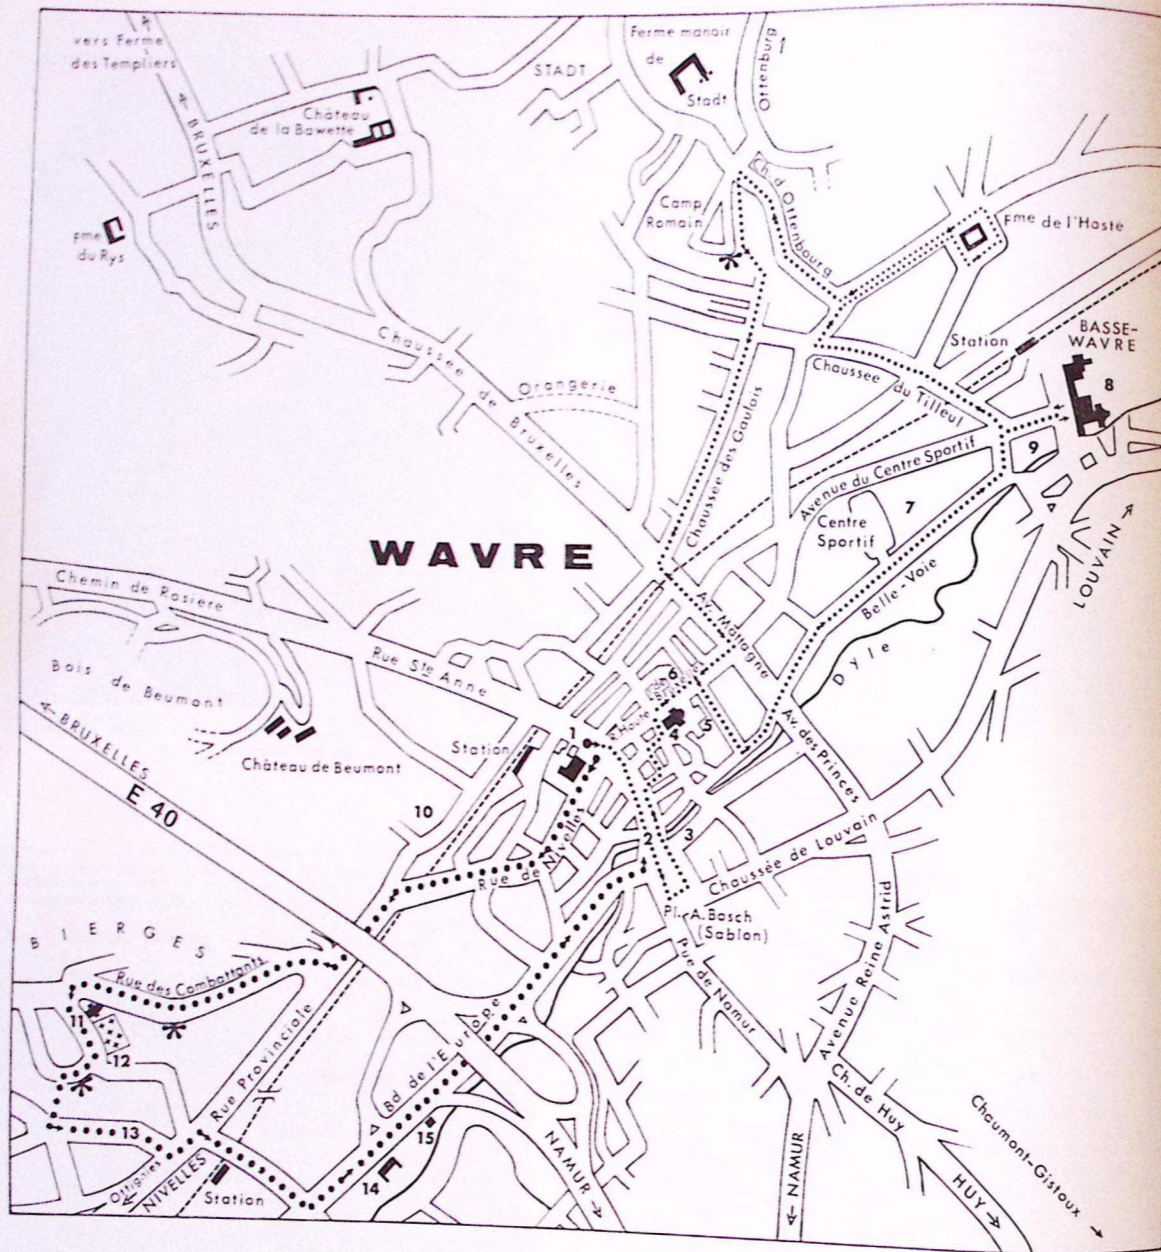 vers Ferme
des Templiers
BRUXELLES
Château
de la Bawette
STADT
Ferme manoir
de
Stadt
Ottenburg
Fme
du Rys
Camp
Romain
Ch. d'Ottenbourg
Fme de l'Hosté
Station
BASSE-
WAVRE
8
Chaussée de Bruxelles
Orangerie
Chaussée des Gaulois
Chaussée du Tilleul
Avenue du Centre Sportif
9
7
Centre
Sportif
Belle-Voie
LOUVAIN
WAVRE
Chemin de Rosière
Rue Ste Anne
Av. Mattagne
Dyle
Bois de Beumont
Château de Beumont
BRUXELLES
E 40
Station
1
R. Haute
6
4
5
Av. des Princes
10
Rue de Nivelles
2
3
Chaussée de Louvain
Pl. A. Bosch
(Sablon)
Rue de Namur
Avenue Reine Astrid
BIERGES
Rue des Combattants
11
12
Rue Provinciale
Bd de l'Europe
Ch. de Huy
Chaumont-Gistoux
13
15
14
Ottignies
NIVELLES
Station
NAMUR
NAMUR
HUY